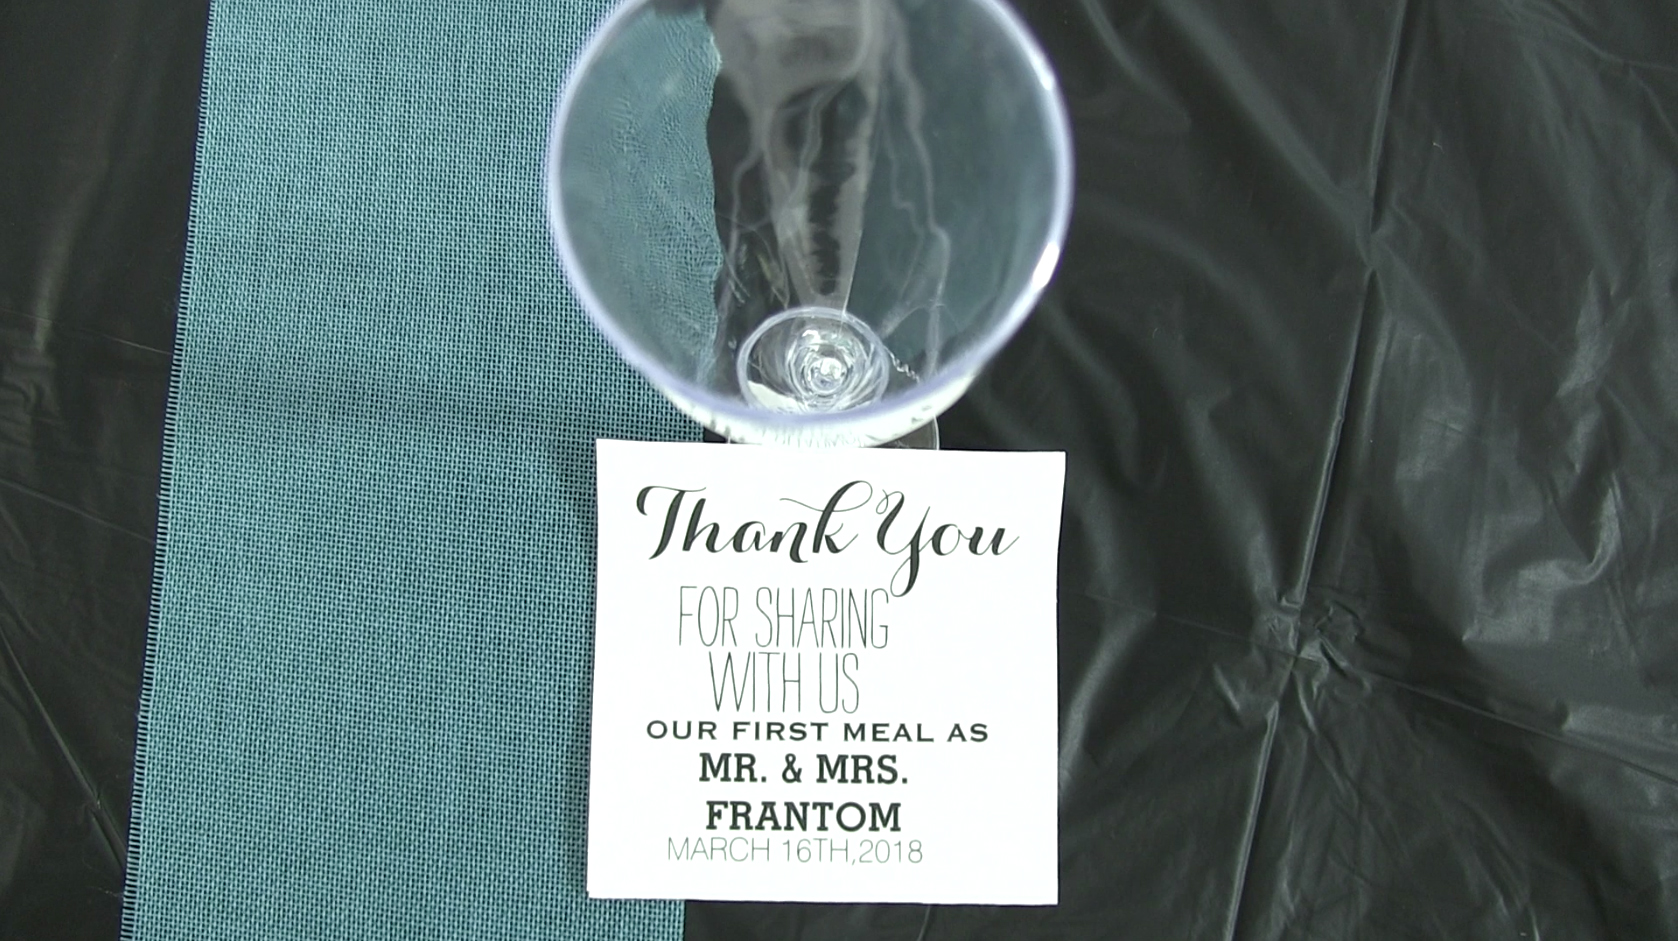 Thank You
FOR SHARING
WITH US
OUR FIRST MEAL AS
MR. & MRS.
FRANTOM
MARCH 16TH,2018